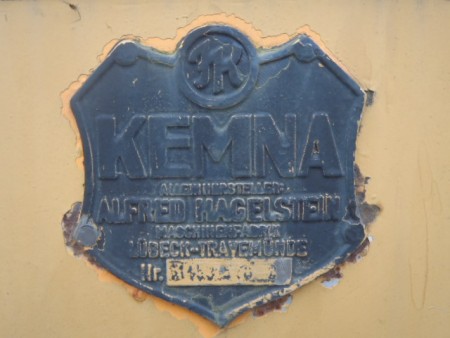 KEMNA
ALLEINHERSTELLER:
ALFRED HAGELSTEIN
MASCHINENFABRIK
LÜBECK-TRAVEMÜNDE
Nr.